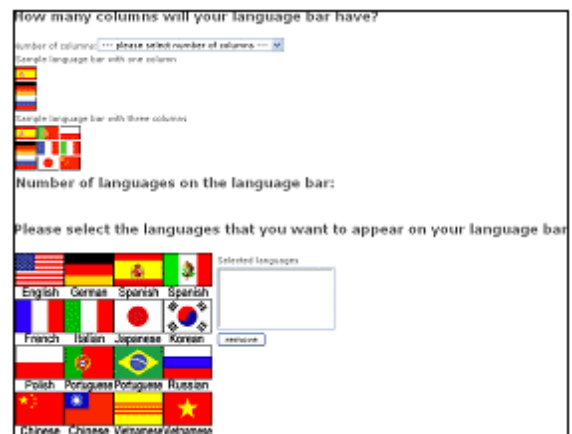 How many columns will your language bar have?
Number of columns: --- please select number of columns ---
Sample language bar with one column
Sample language bar with three columns
Number of languages on the language bar:
Please select the languages that you want to appear on your language bar
Selected languages
English German Spanish Spanish
French Italian Japanese Korean
remove
Polish Portuguese Portuguese Russian
Chinese Chinese Vietnamese Vietnamese